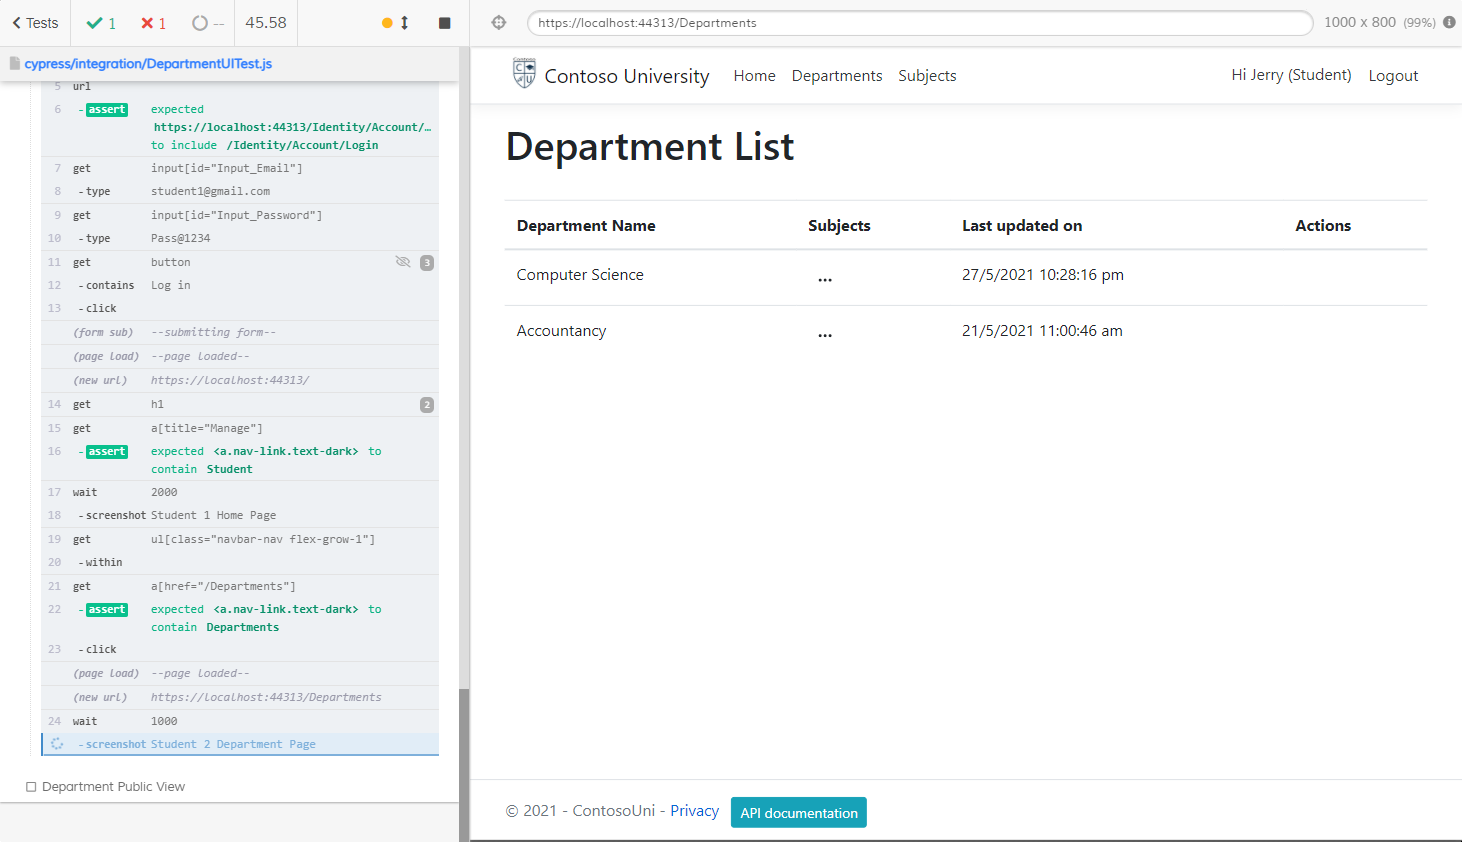 Tests
1
1
--
45.58
cypress/integration/DepartmentUITest.js
5 url
6 -assert expected
https://localhost:44313/Identity/Account/…
to include /Identity/Account/Login
7 get input[id="Input_Email"]
8 -type student1@gmail.com
9 get input[id="Input_Password"]
10 -type Pass@1234
11 get button 3
12 -contains Log in
13 -click
(form sub) --submitting form--
(page load) --page loaded--
(new url) https://localhost:44313/
14 get h1 2
15 get a[title="Manage"]
16 -assert expected <a.nav-link.text-dark> to
contain Student
17 wait 2000
18 -screenshot Student 1 Home Page
19 get ul[class="navbar-nav flex-grow-1"]
20 -within
21 get a[href="/Departments"]
22 -assert expected <a.nav-link.text-dark> to
contain Departments
23 -click
(page load) --page loaded--
(new url) https://localhost:44313/Departments
24 wait 1000
-screenshot Student 2 Department Page
Department Public View
https://localhost:44313/Departments
1000 x 800 (99%)
Contoso University Home Departments Subjects Hi Jerry (Student) Logout
Department List
Department Name Subjects Last updated on Actions
Computer Science ... 27/5/2021 10:28:16 pm
Accountancy ... 21/5/2021 11:00:46 am
© 2021 - ContosoUni - Privacy API documentation